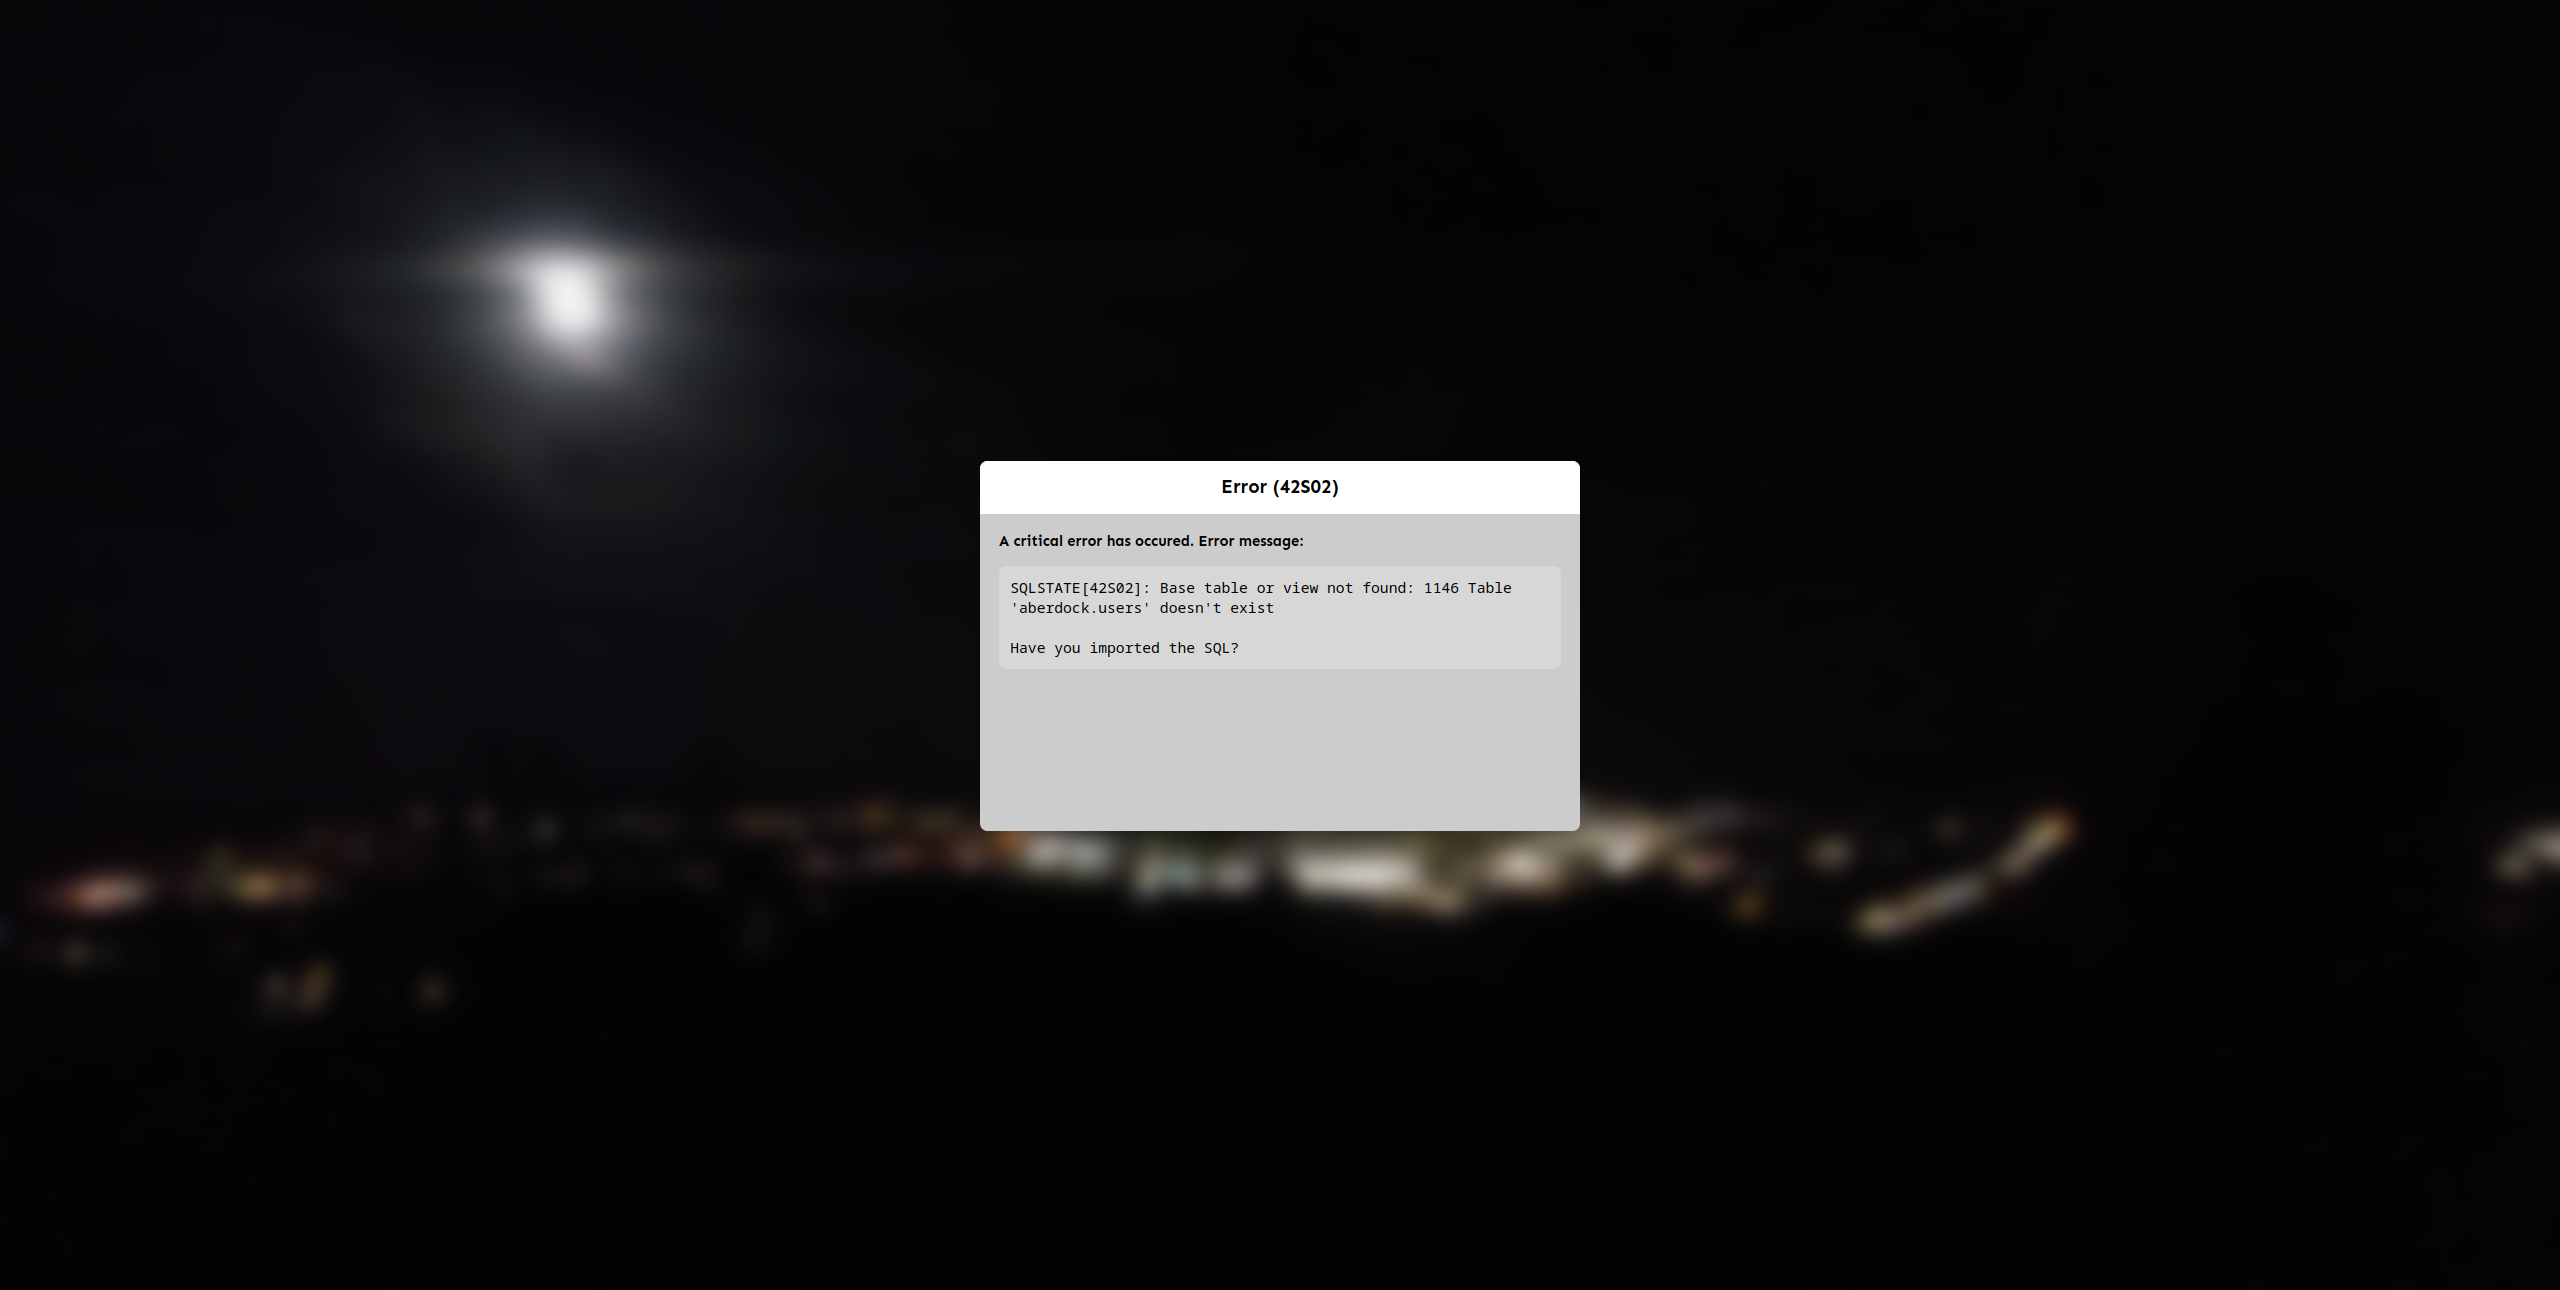 Error (42S02)
A critical error has occured. Error message:
SQLSTATE[42S02]: Base table or view not found: 1146 Table
'aberdock.users' doesn't exist
Have you imported the SQL?